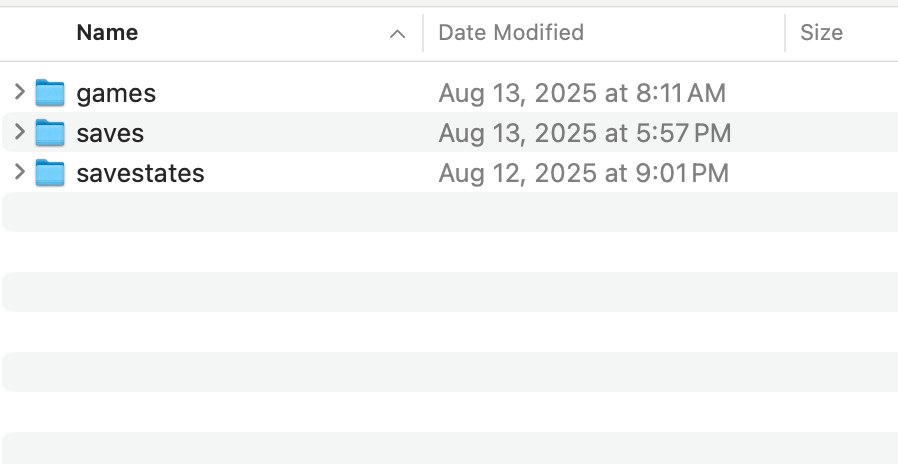 Name Date Modified Size
games Aug 13, 2025 at 8:11 AM
saves Aug 13, 2025 at 5:57 PM
savestates Aug 12, 2025 at 9:01 PM